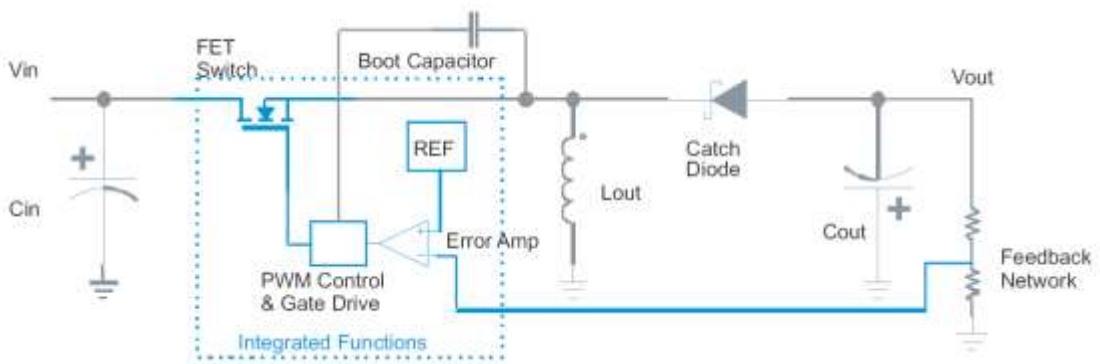 FET
Switch
Boot Capacitor
Vin
Vout
REF
Catch
Diode
Lout
Cin
Error Amp
Cout
PWM Control
& Gate Drive
Feedback
Network
Integrated Functions